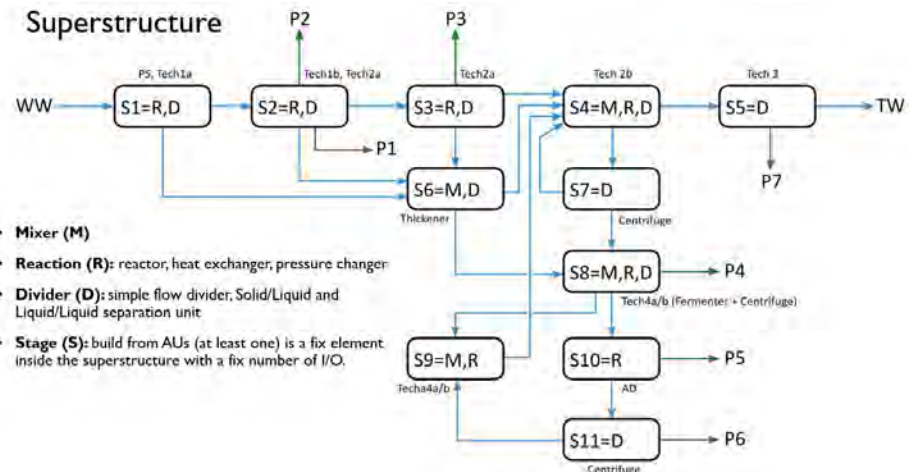 Superstructure
P2
P3
P5, Tech1a
Tech1b, Tech2a
Tech2a
Tech 2b
Tech 3
WW
S1=R,D
S2=R,D
S3=R,D
S4=M,R,D
S5=D
TW
P1
P7
S6=M,D
Thickener
S7=D
Centrifuge
• Mixer (M)
• Reaction (R): reactor, heat exchanger, pressure changer
• Divider (D): simple flow divider, Solid/Liquid and
Liquid/Liquid separation unit
• Stage (S): build from AUs (at least one) is a fix element
inside the superstructure with a fix number of I/O.
S8=M,R,D
P4
Tech4a/b (Fermenter + Centrifuge)
S9=M,R
Techa4a/b
S10=R
P5
AD
S11=D
P6
Centrifuge